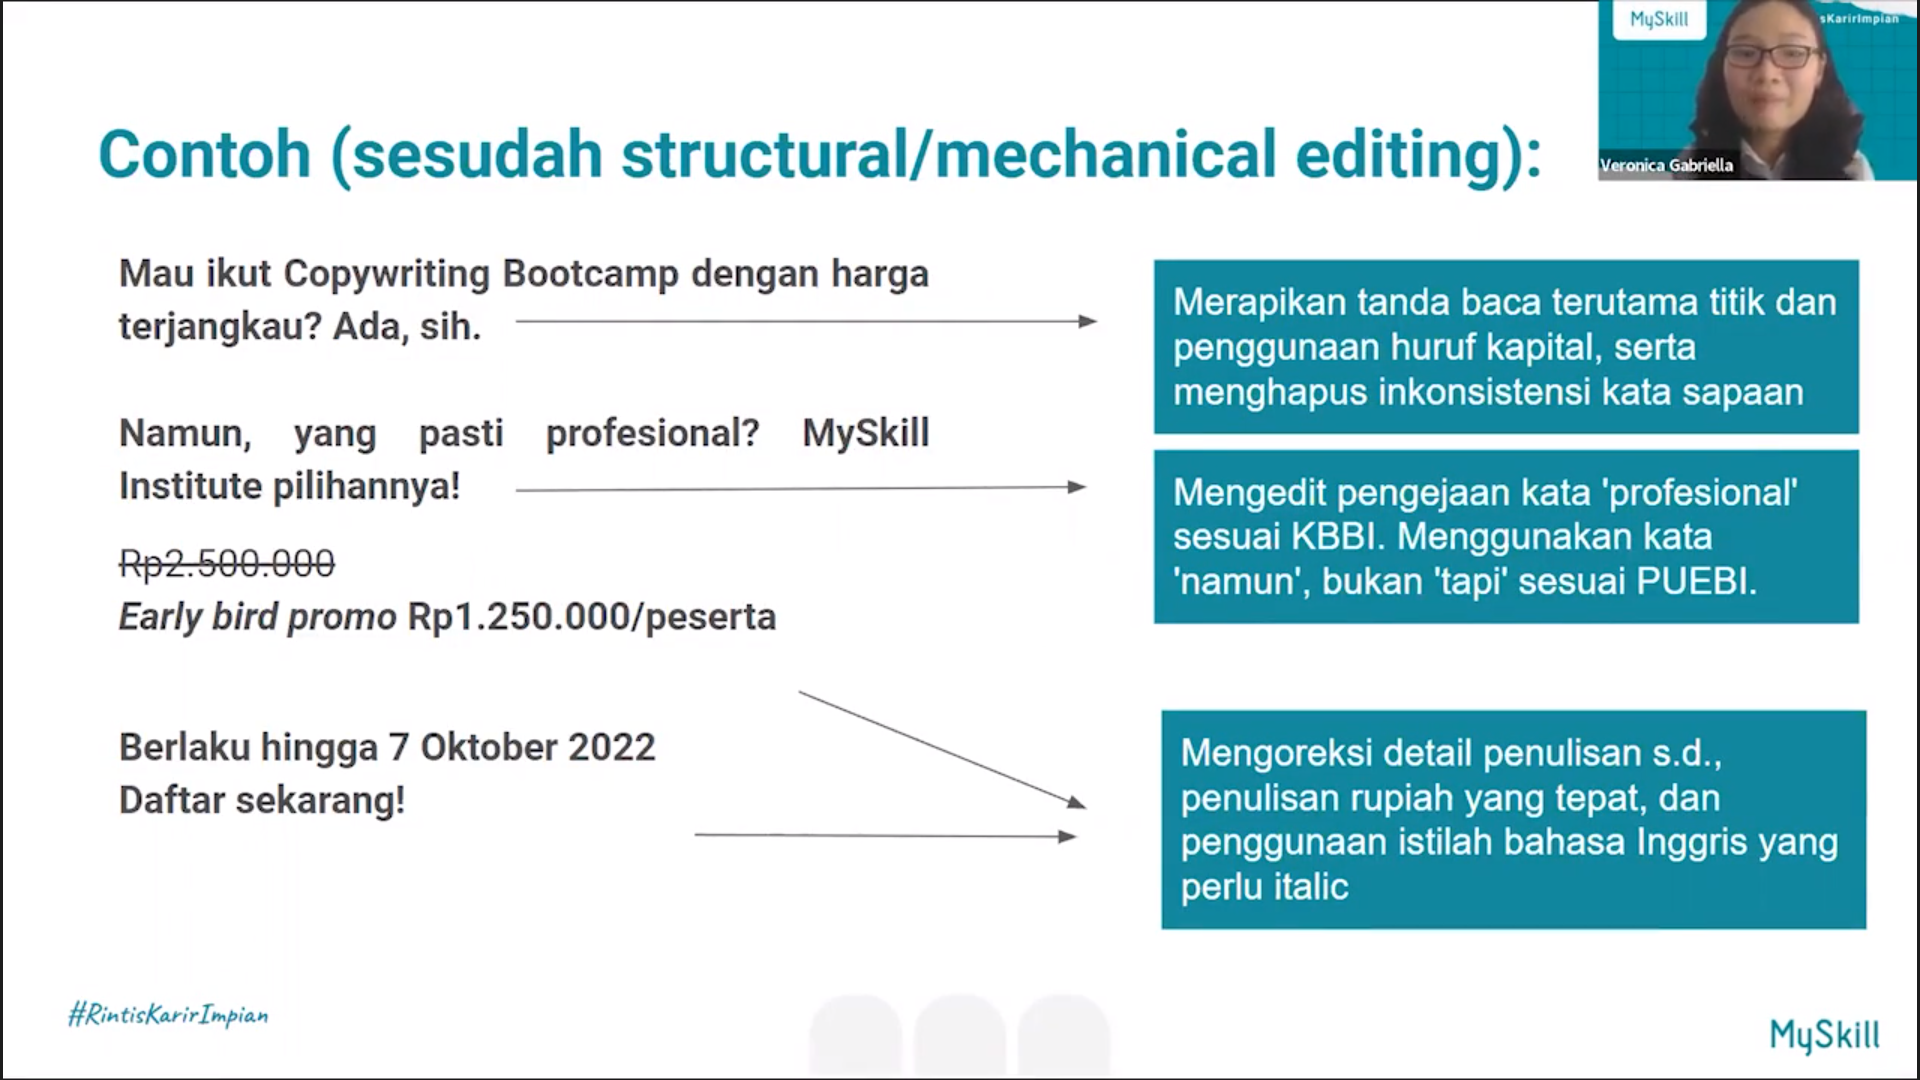 MySkill
sKarirImpian
Veronica Gabriella
Contoh (sesudah structural/mechanical editing):
Mau ikut Copywriting Bootcamp dengan harga
terjangkau? Ada, sih.
Merapikan tanda baca terutama titik dan
penggunaan huruf kapital, serta
menghapus inkonsistensi kata sapaan
Namun, yang pasti profesional? MySkill
Institute pilihannya!
Mengedit pengejaan kata 'profesional'
sesuai KBBI. Menggunakan kata
'namun', bukan 'tapi' sesuai PUEBI.
Rp2.500.000
Early bird promo Rp1.250.000/peserta
Berlaku hingga 7 Oktober 2022
Daftar sekarang!
Mengoreksi detail penulisan s.d.,
penulisan rupiah yang tepat, dan
penggunaan istilah bahasa Inggris yang
perlu italic
#RintisKarirImpian
MySkill